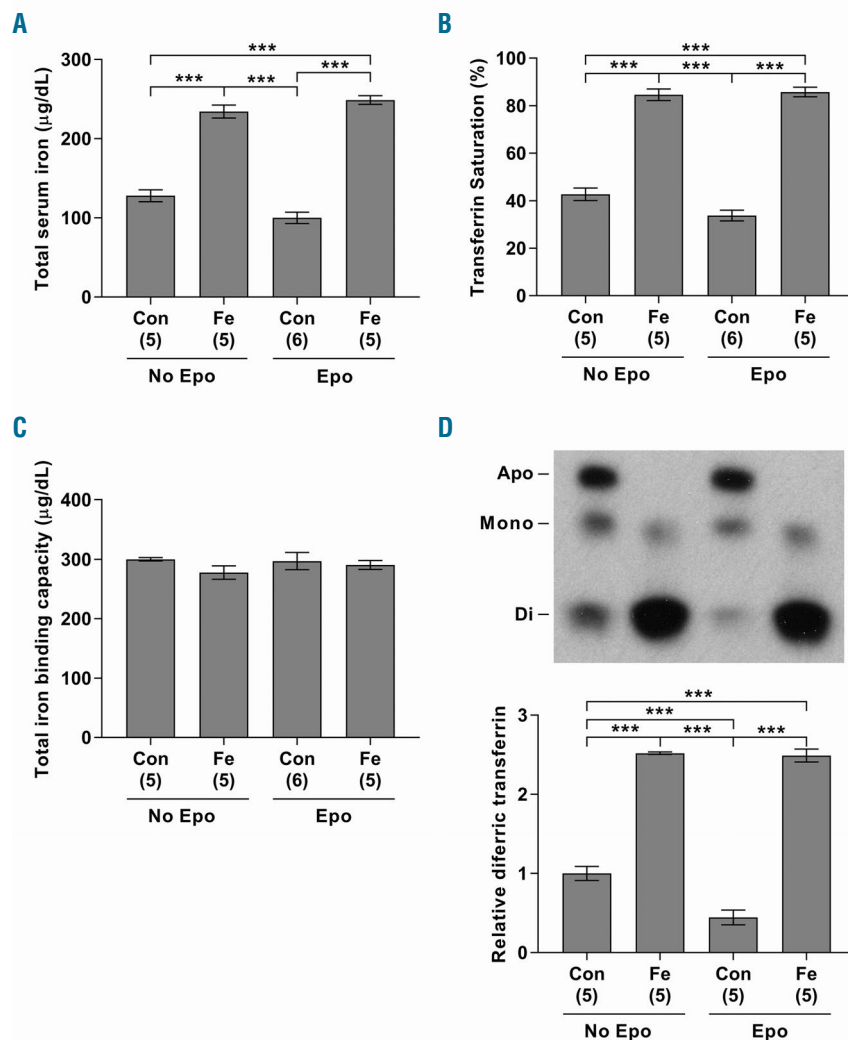 A
Total serum iron (µg/dL)
300
200
100
0
***
*** *** ***
Con Fe Con Fe
(5) (5) (6) (5)
No Epo Epo
B
Transferrin Saturation (%)
100
80
60
40
20
0
***
*** *** ***
Con Fe Con Fe
(5) (5) (6) (5)
No Epo Epo
C
Total iron binding capacity (µg/dL)
400
300
200
100
0
Con Fe Con Fe
(5) (5) (6) (5)
No Epo Epo
D
Apo
Mono
Di
Relative diferric transferrin
3
2
1
0
***
***
*** *** ***
Con Fe Con Fe
(5) (5) (5) (5)
No Epo Epo